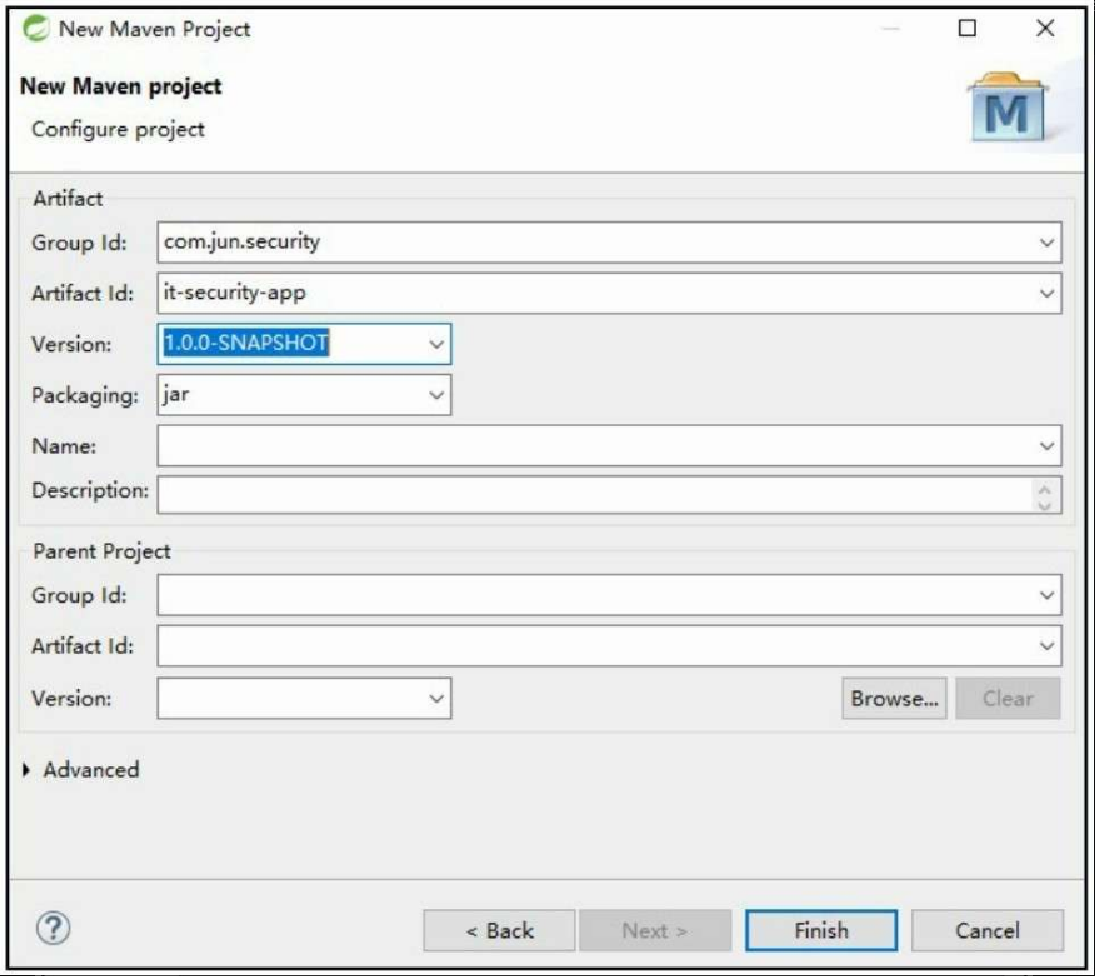 New Maven Project
New Maven project
Configure project
M
Artifact
Group Id: com.jun.security
Artifact Id: it-security-app
Version: 1.0.0-SNAPSHOT
Packaging: jar
Name:
Description:
Parent Project
Group Id:
Artifact Id:
Version: Browse... Clear
Advanced
? < Back Next > Finish Cancel